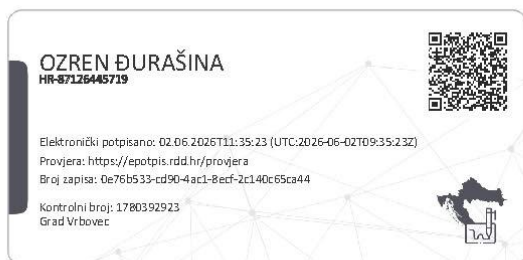 OZREN ĐURAŠINA
HR-87126445719
Elektronički potpisano: 02.06.2026T11:35:23 (UTC:2026-06-02T09:35:23Z)
Provjera: https://epotpis.rdd.hr/provjera
Broj zapisa: 0e76b533-cd90-4ac1-8ecf-2c140c65ca44
Kontrolni broj: 1780392923
Grad Vrbovec